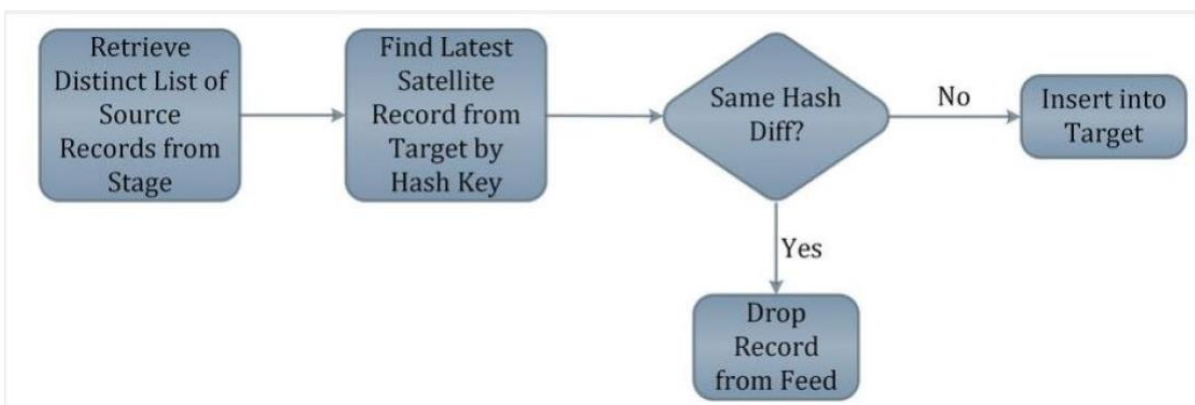 Retrieve
Distinct List of
Source
Records from
Stage
Find Latest
Satellite
Record from
Target by
Hash Key
Same Hash
Diff?
No
Insert into
Target
Yes
Drop
Record
from Feed